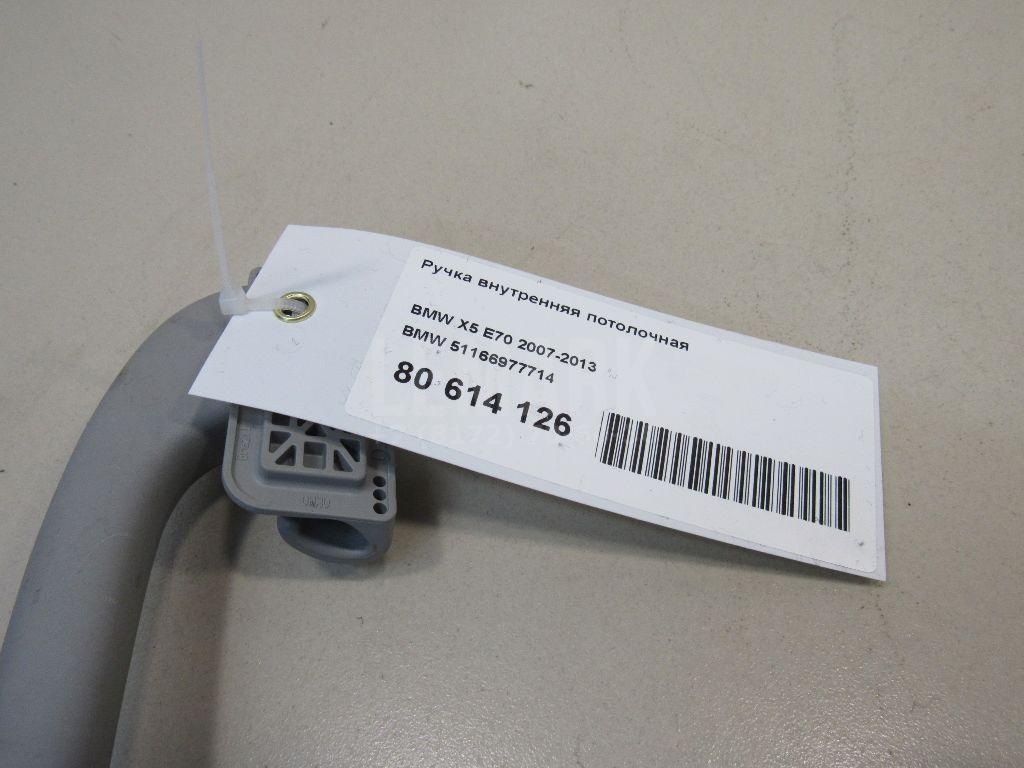 Ручка внутренняя потолочная
BMW X5 E70 2007-2013
BMW 51166977714
80 614 126